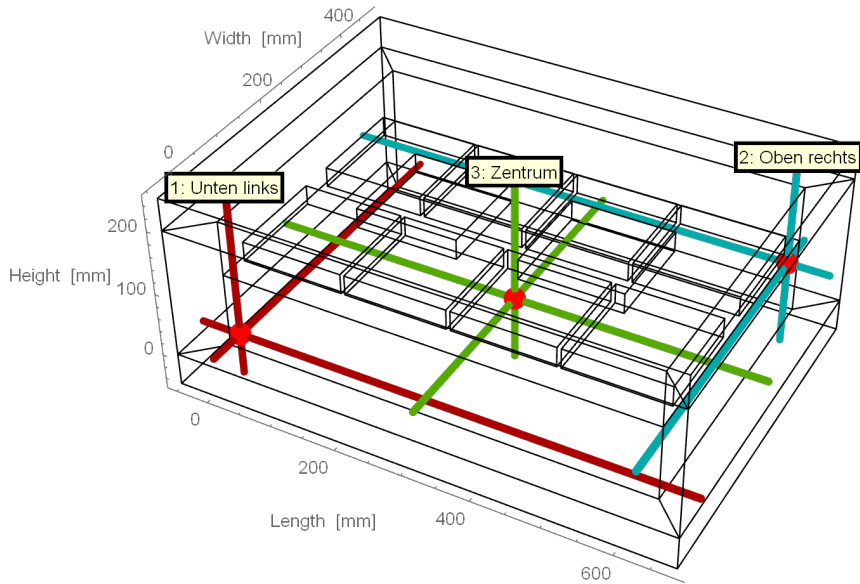 400
Width [mm]
200
0
2: Oben rechts
3: Zentrum
1: Unten links
200
Height [mm]
100
0
0
200
Length [mm]
400
600